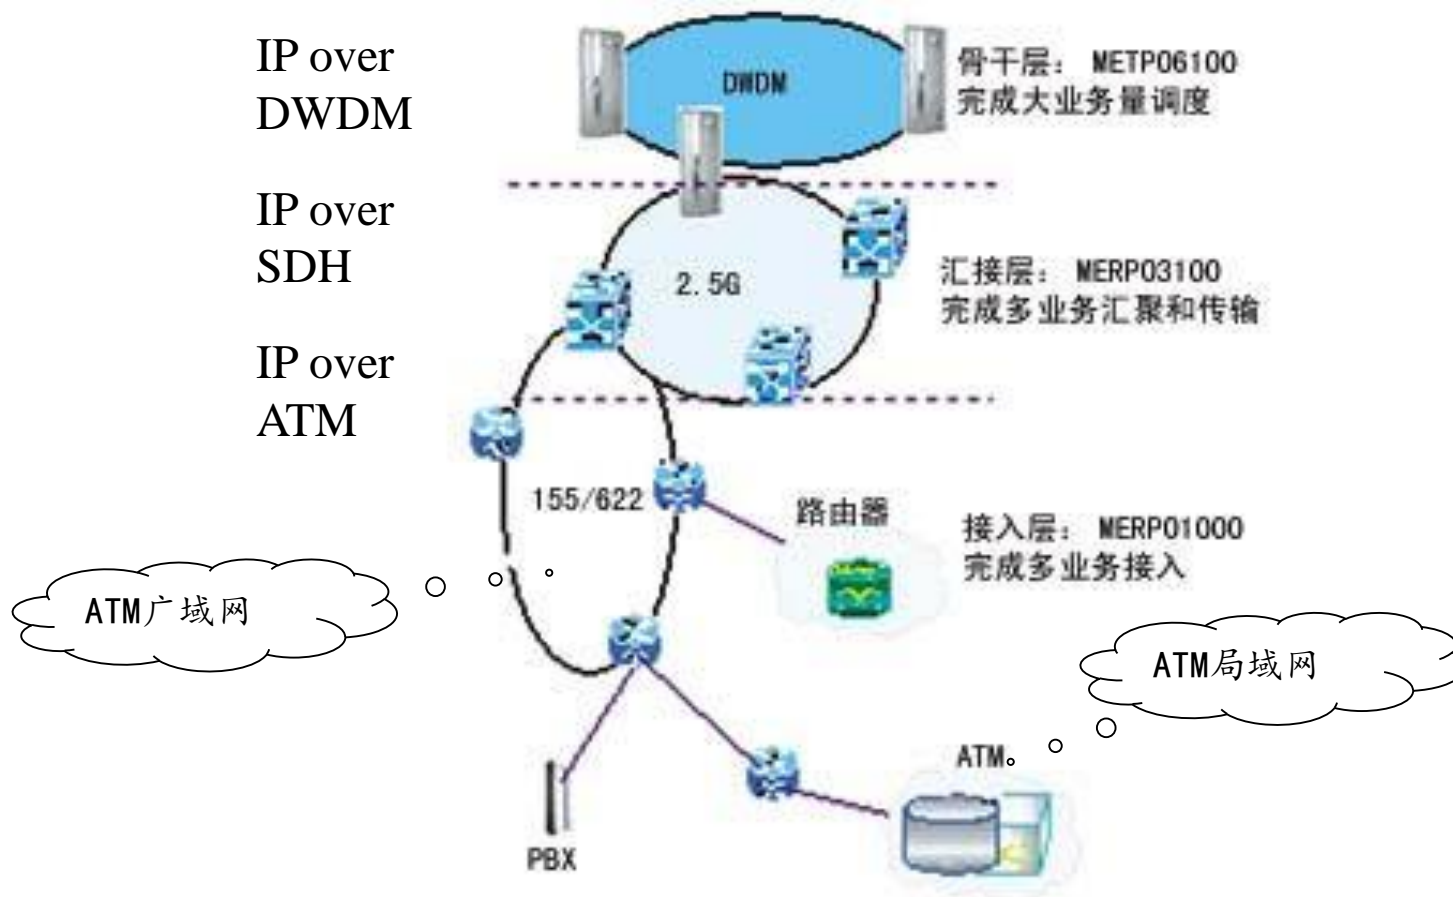 IP over
DWDM
DWDM
骨干层： METP06100
完成大业务量调度
IP over
SDH
2.5G
汇接层： MERP03100
完成多业务汇聚和传输
IP over
ATM
155/622
路由器
接入层： MERP01000
完成多业务接入
ATM广域网
ATM局域网
ATM
PBX